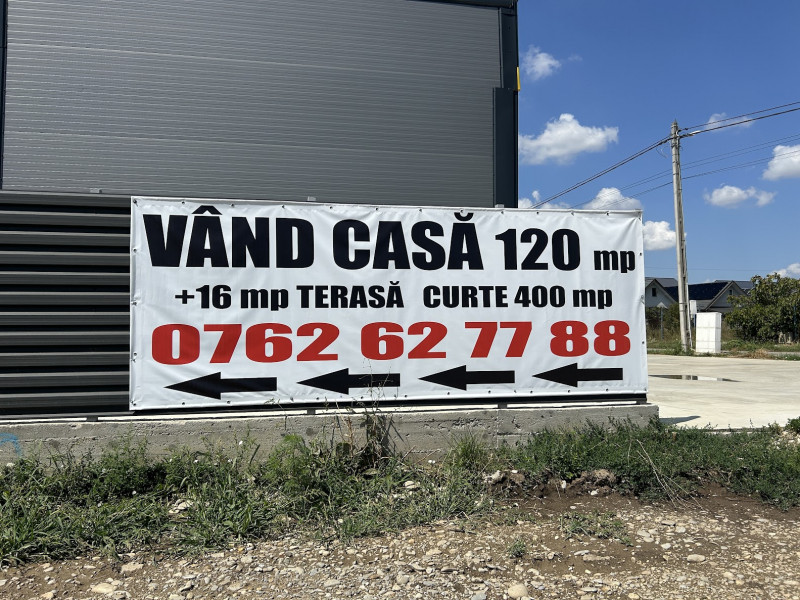 VÂND CASĂ 120 mp
+16 mp TERASĂ CURTE 400 mp
0762 62 77 88